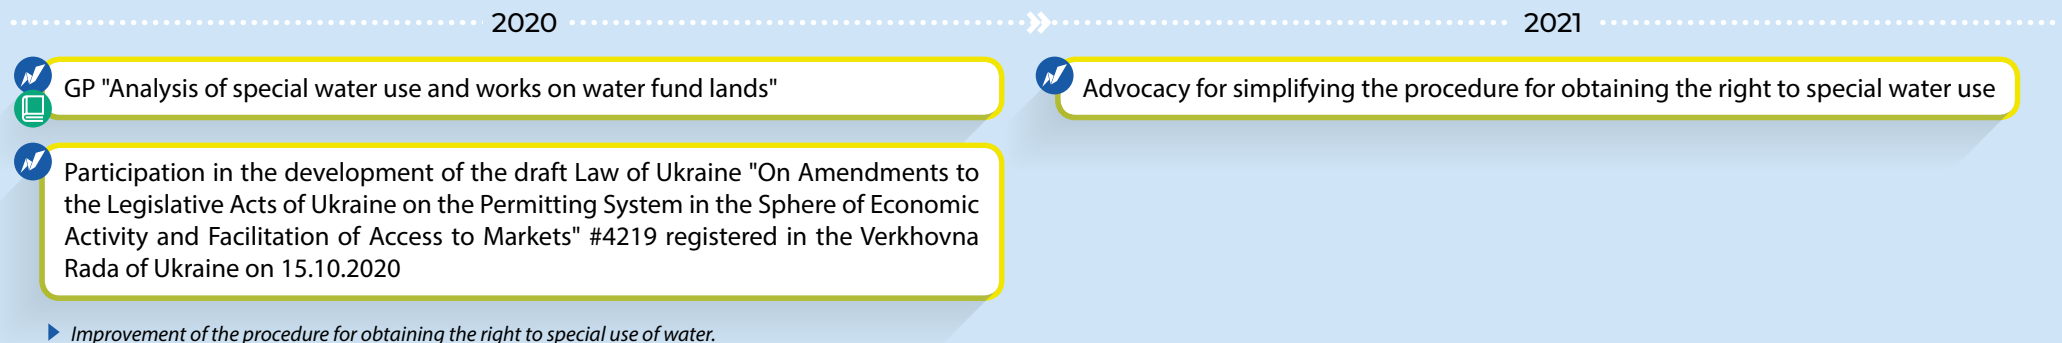 2020
GP "Analysis of special water use and works on water fund lands"
Participation in the development of the draft Law of Ukraine "On Amendments to
the Legislative Acts of Ukraine on the Permitting System in the Sphere of Economic
Activity and Facilitation of Access to Markets" #4219 registered in the Verkhovna
Rada of Ukraine on 15.10.2020
Improvement of the procedure for obtaining the right to special use of water.
2021
Advocacy for simplifying the procedure for obtaining the right to special water use